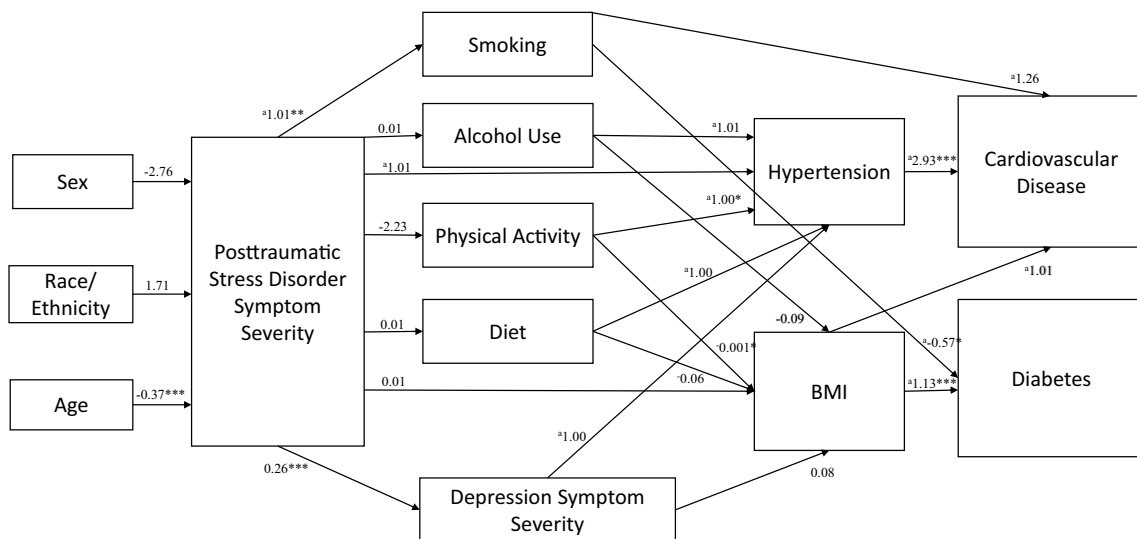 Smoking
ᵃ1.26
ᵃ1.01**
0.01
Alcohol Use
ᵃ1.01
Hypertension
ᵃ2.93***
Cardiovascular
Disease
Sex
-2.76
ᵃ1.01
Posttraumatic
Stress Disorder
Symptom
Severity
-2.23
Physical Activity
ᵃ1.00*
Race/
Ethnicity
1.71
ᵃ1.00
ᵃ1.01
0.01
Diet
-0.09
-0.001*
ᵃ-0.57*
Age
-0.37***
0.01
-0.06
BMI
ᵃ1.13***
Diabetes
ᵃ1.00
0.26***
Depression Symptom
Severity
0.08